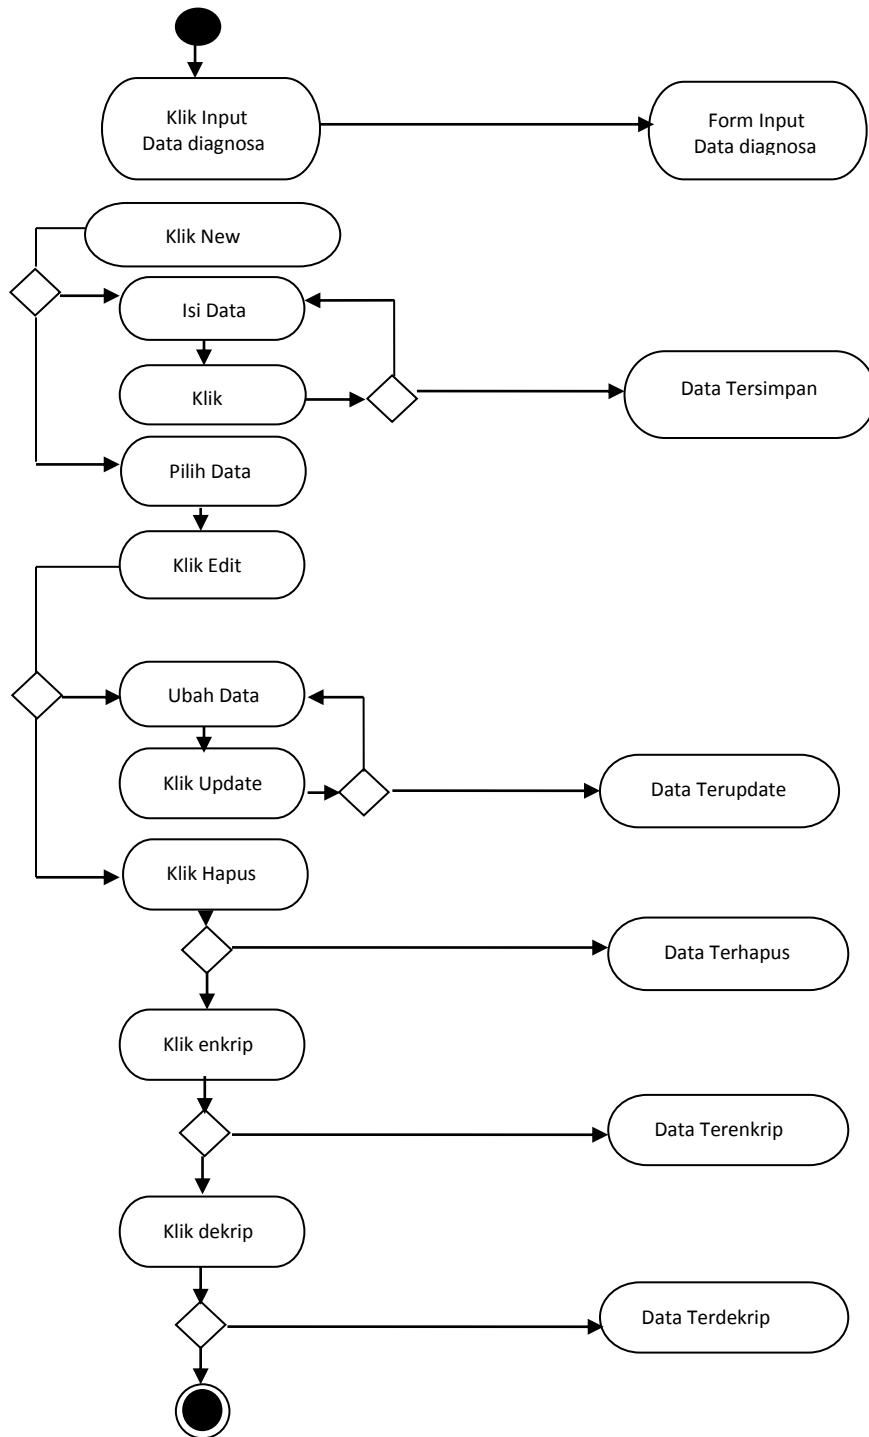 Klik Input
Data diagnosa
Form Input
Data diagnosa
Klik New
Isi Data
Klik
Data Tersimpan
Pilih Data
Klik Edit
Ubah Data
Klik Update
Data Terupdate
Klik Hapus
Data Terhapus
Klik enkrip
Data Terenkrip
Klik dekrip
Data Terdekrip